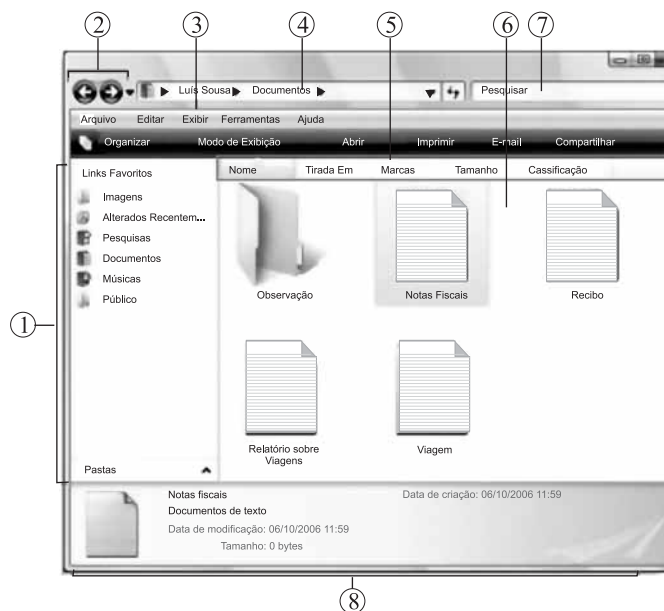 ② ③ ④ ⑤ ⑥ ⑦
Luís Sousa Documentos Pesquisar
Arquivo Editar Exibir Ferramentas Ajuda
Organizar Modo de Exibição Abrir Imprimir E-mail Compartilhar
Links Favoritos
Nome Tirada Em Marcas Tamanho Cassificação
Imagens
Alterados Recentem...
Pesquisas
Documentos
Músicas
Público
①
Observação Notas Fiscais Recibo
Relatório sobre
Viagens
Viagem
Pastas
Notas fiscais Data de criação: 06/10/2006 11:59
Documentos de texto
Data de modificação: 06/10/2006 11:59
Tamanho: 0 bytes
⑧